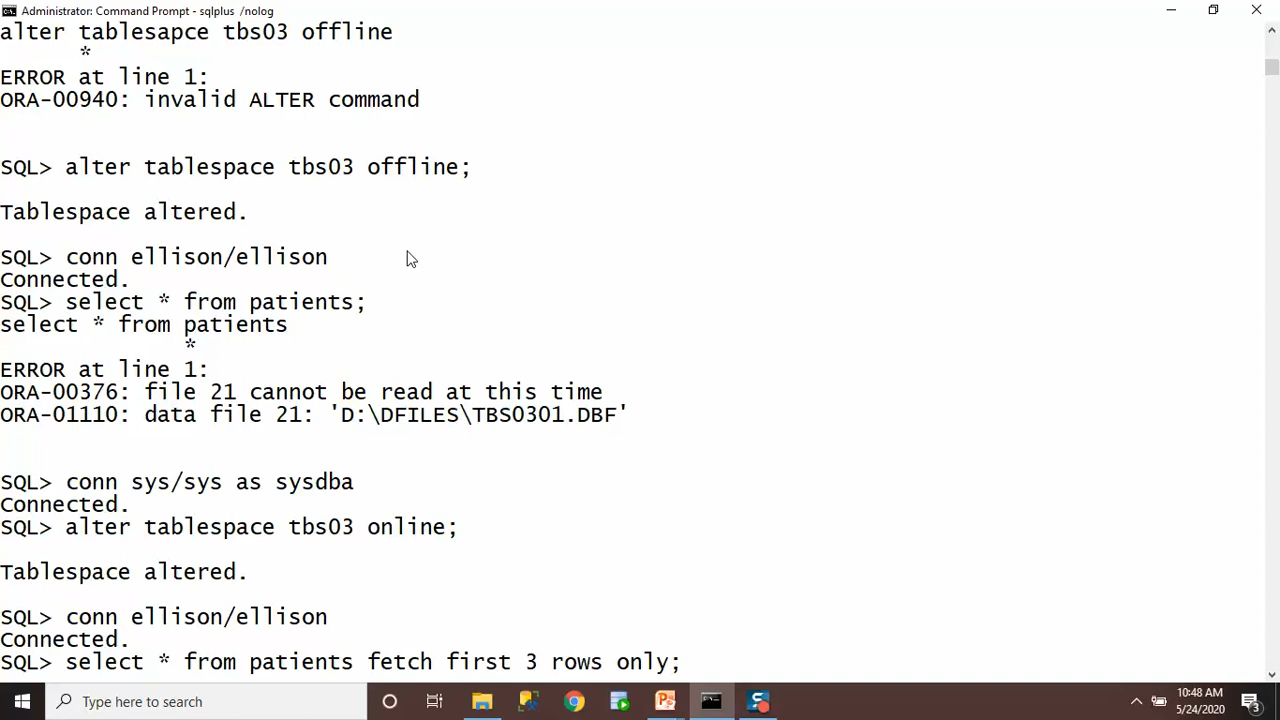 Administrator: Command Prompt - sqlplus  /nolog
alter tablesapce tbs03 offline
*
ERROR at line 1:
ORA-00940: invalid ALTER command
SQL> alter tablespace tbs03 offline;
Tablespace altered.
SQL> conn ellison/ellison
Connected.
SQL> select * from patients;
select * from patients
*
ERROR at line 1:
ORA-00376: file 21 cannot be read at this time
ORA-01110: data file 21: 'D:\DFILES\TBS0301.DBF'
SQL> conn sys/sys as sysdba
Connected.
SQL> alter tablespace tbs03 online;
Tablespace altered.
SQL> conn ellison/ellison
Connected.
SQL> select * from patients fetch first 3 rows only;
Type here to search
10:48 AM
5/24/2020
3